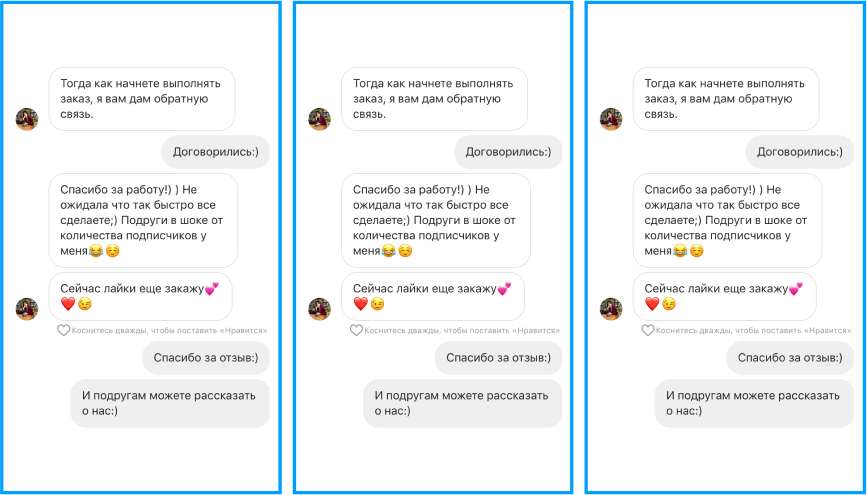 Тогда как начнете выполнять
заказ, я вам дам обратную
связь.
Договорились:)
Спасибо за работу!) ) Не
ожидала что так быстро все
сделаете;) Подруги в шоке от
количества подписчиков у
меня😂☺️
Сейчас лайки еще закажу💕
❤️😉
Коснитесь дважды, чтобы поставить «Нравится»
Спасибо за отзыв:)
И подругам можете рассказать
о нас:)
Тогда как начнете выполнять
заказ, я вам дам обратную
связь.
Договорились:)
Спасибо за работу!) ) Не
ожидала что так быстро все
сделаете;) Подруги в шоке от
количества подписчиков у
меня😂☺️
Сейчас лайки еще закажу💕
❤️😉
Коснитесь дважды, чтобы поставить «Нравится»
Спасибо за отзыв:)
И подругам можете рассказать
о нас:)
Тогда как начнете выполнять
заказ, я вам дам обратную
связь.
Договорились:)
Спасибо за работу!) ) Не
ожидала что так быстро все
сделаете;) Подруги в шоке от
количества подписчиков у
меня😂☺️
Сейчас лайки еще закажу💕
❤️😉
Коснитесь дважды, чтобы поставить «Нравится»
Спасибо за отзыв:)
И подругам можете рассказать
о нас:)